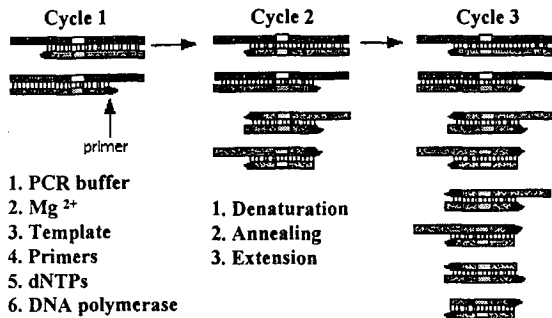 Cycle 1
Cycle 2
Cycle 3
primer
1. PCR buffer
2. Mg 2+
3. Template
4. Primers
5. dNTPs
6. DNA polymerase
1. Denaturation
2. Annealing
3. Extension